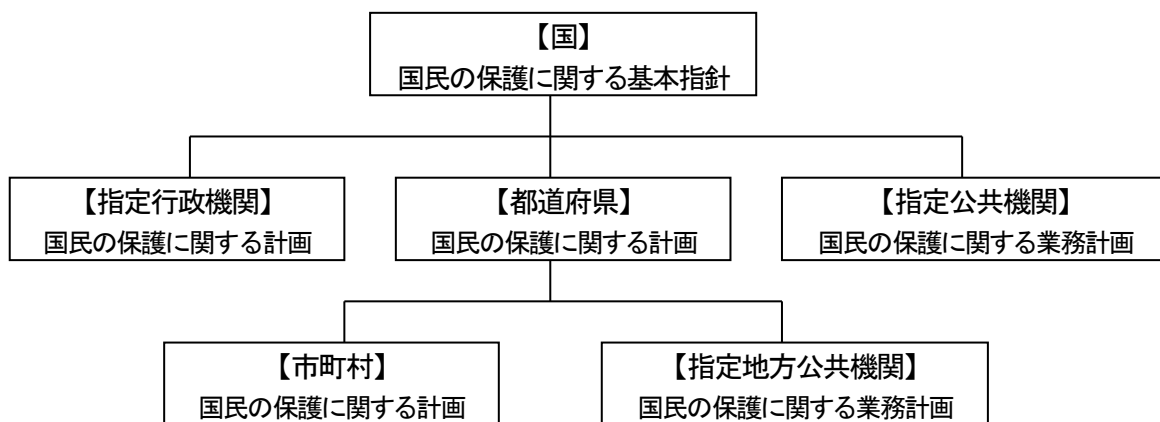 【国】
国民の保護に関する基本指針
【指定行政機関】
国民の保護に関する計画
【都道府県】
国民の保護に関する計画
【指定公共機関】
国民の保護に関する業務計画
【市町村】
国民の保護に関する計画
【指定地方公共機関】
国民の保護に関する業務計画